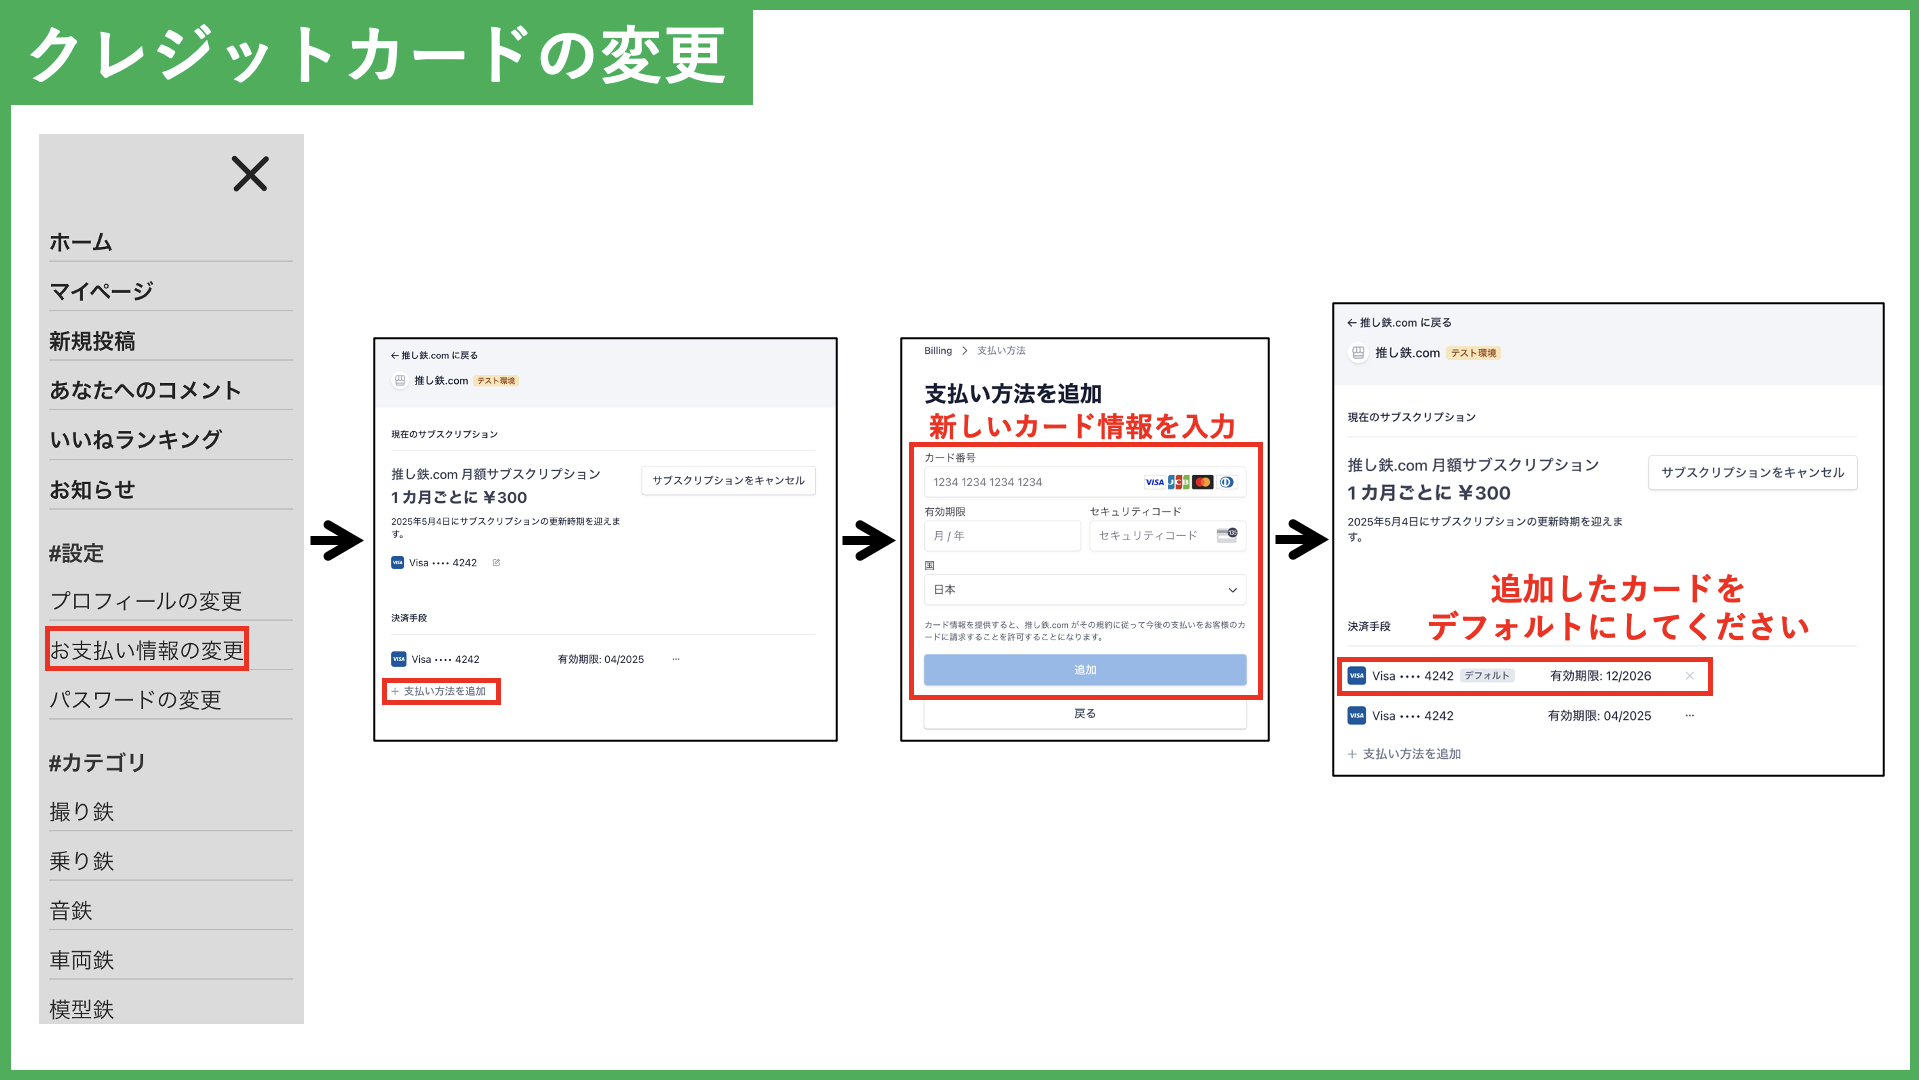 クレジットカードの変更
ホーム
マイページ
新規投稿
あなたへのコメント
いいねランキング
お知らせ
#設定
プロフィールの変更
お支払い情報の変更
パスワードの変更
#カテゴリ
撮り鉄
乗り鉄
音鉄
車両鉄
模型鉄
← 推し鉄.com に戻る
推し鉄.com テスト環境
現在のサブスクリプション
推し鉄.com 月額サブスクリプション
サブスクリプションをキャンセル
1 カ月ごとに ¥300
2025年5月4日にサブスクリプションの更新時期を迎えま
す。
VISA Visa •••• 4242
決済手段
VISA Visa •••• 4242 有効期限: 04/2025 ...
+ 支払い方法を追加
Billing > 支払い方法
支払い方法を追加
新しいカード情報を入力
カード番号
1234 1234 1234 1234 VISA JCB
有効期限 セキュリティコード
月 / 年 セキュリティコード
国
日本
カード情報を提供すると、推し鉄.com がその規約に従って今後の支払いをお客様のカ
ードに請求することを許可することになります。
追加
戻る
← 推し鉄.com に戻る
推し鉄.com テスト環境
現在のサブスクリプション
推し鉄.com 月額サブスクリプション
サブスクリプションをキャンセル
1 カ月ごとに ¥300
2025年5月4日にサブスクリプションの更新時期を迎えま
す。
追加したカードを
デフォルトにしてください
決済手段
VISA Visa •••• 4242 デフォルト 有効期限: 12/2026
VISA Visa •••• 4242 有効期限: 04/2025 ...
+ 支払い方法を追加